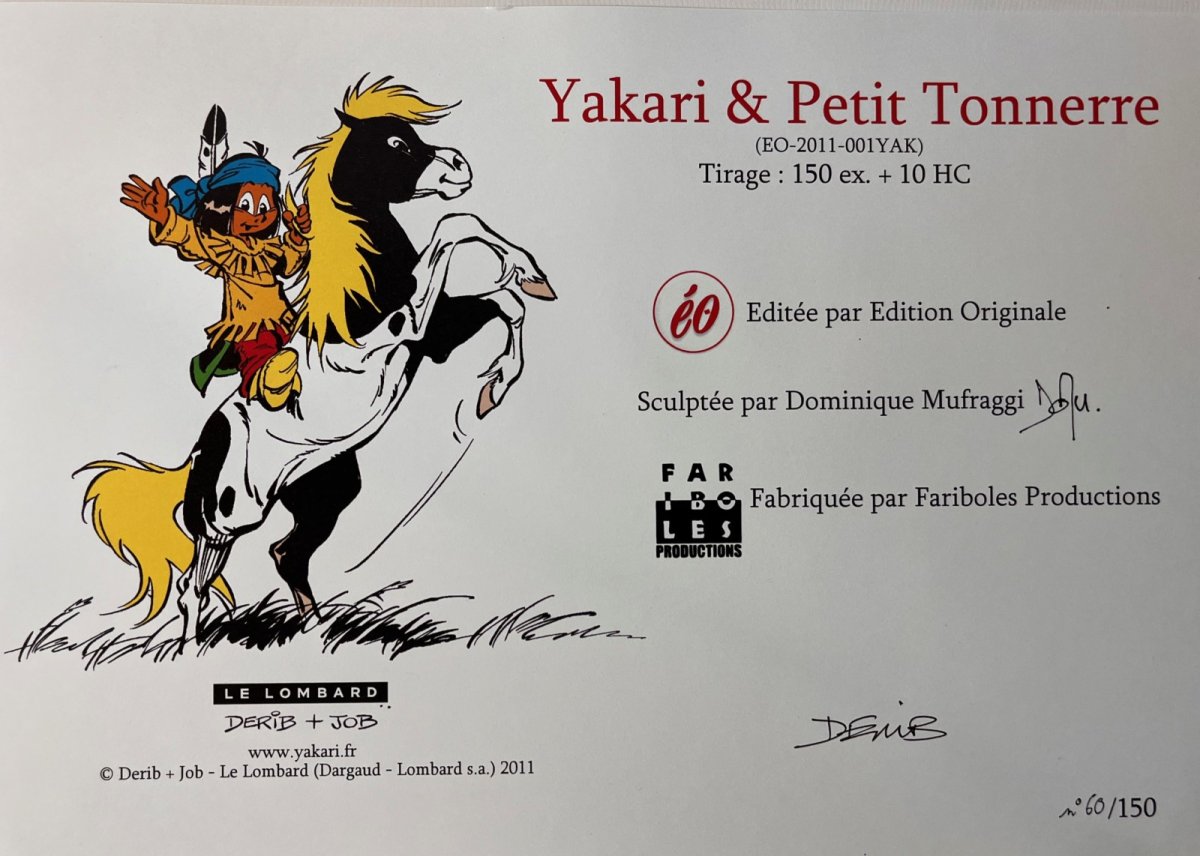 Yakari & Petit Tonnerre
(EO-2011-001YAK)
Tirage : 150 ex. + 10 HC
éo Editée par Edition Originale
Sculptée par Dominique Mufraggi
FAR
IBO
LES
PRODUCTIONS
Fabriquée par Fariboles Productions
LE LOMBARD
DERIB + JOB
www.yakari.fr
© Derib + Job - Le Lombard (Dargaud - Lombard s.a.) 2011
DERIB
n° 60/150